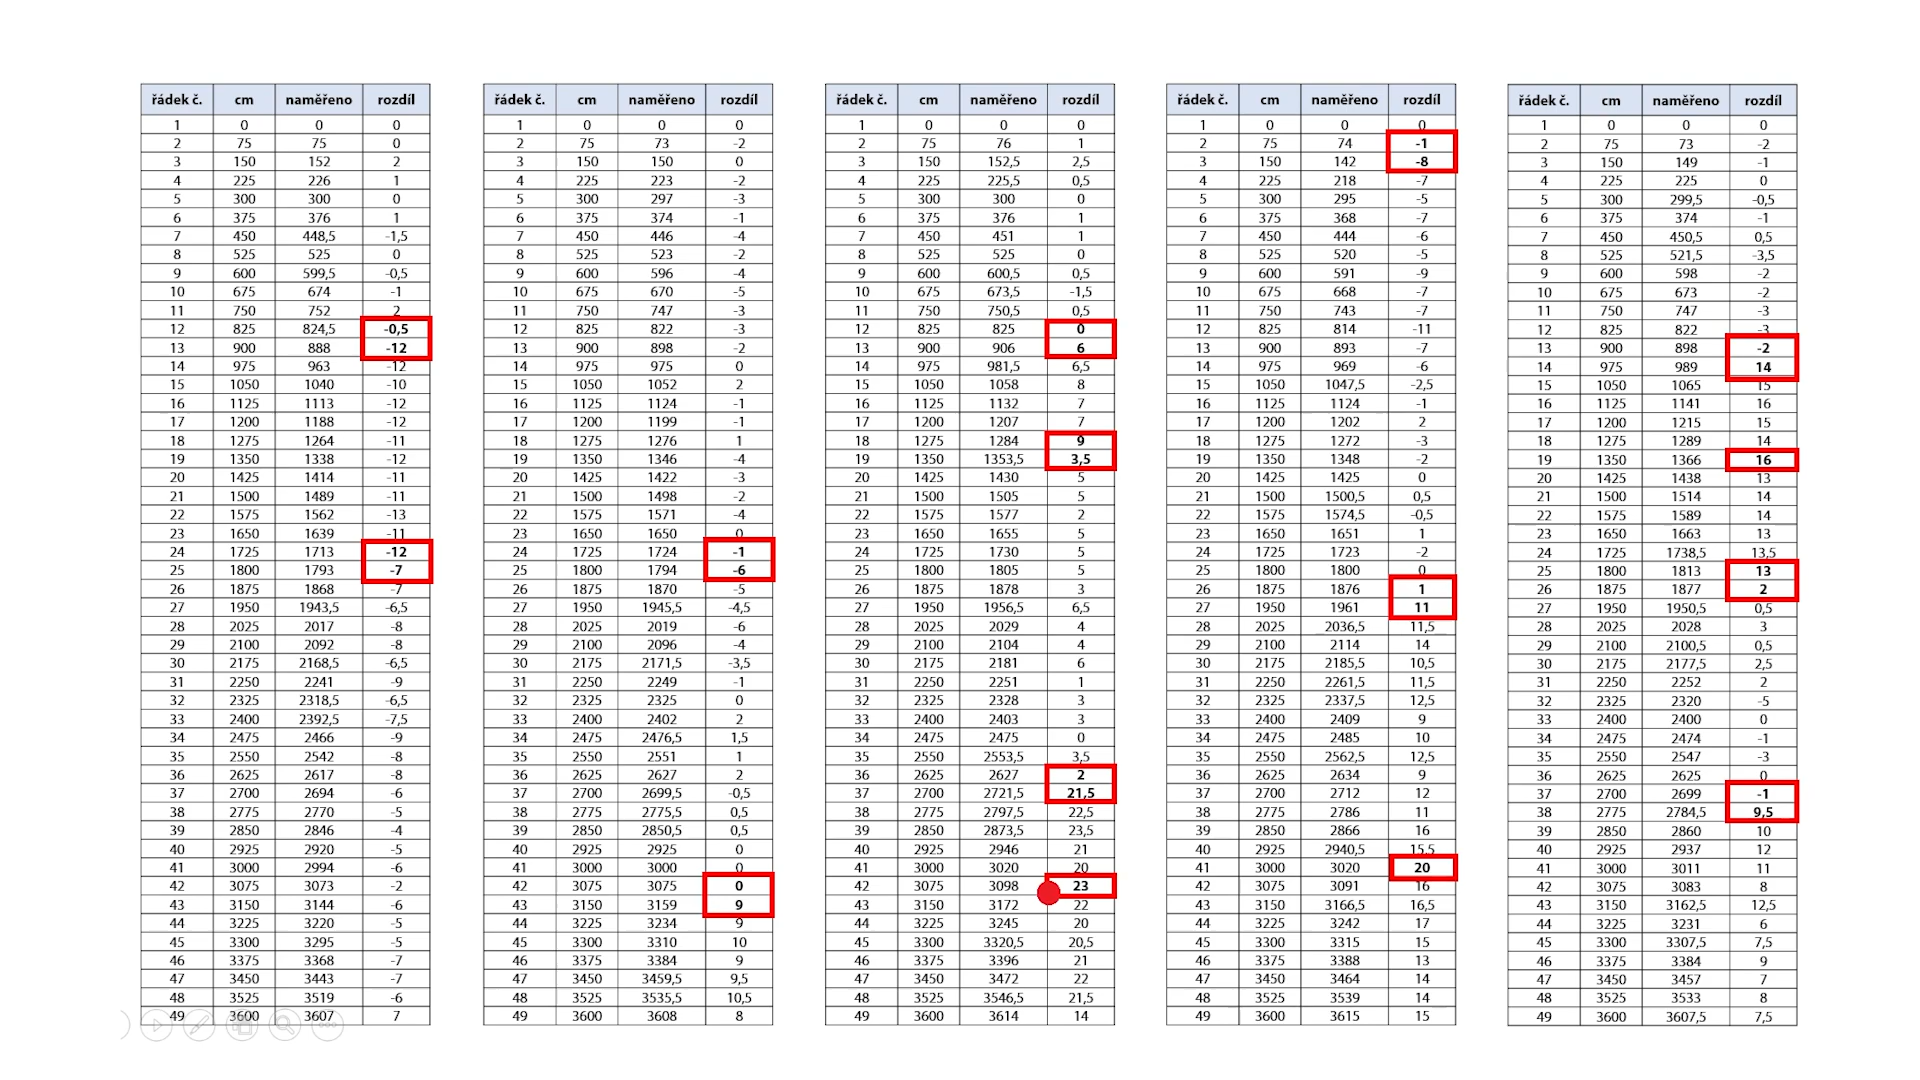 řádek č. cm naměřeno rozdíl
1 0 0 0
2 75 75 0
3 150 152 2
4 225 226 1
5 300 300 0
6 375 376 1
7 450 448,5 -1,5
8 525 525 0
9 600 599,5 -0,5
10 675 674 -1
11 750 752 2
12 825 824,5 -0,5
13 900 888 -12
14 975 963 -12
15 1050 1040 -10
16 1125 1113 -12
17 1200 1188 -12
18 1275 1264 -11
19 1350 1338 -12
20 1425 1414 -11
21 1500 1489 -11
22 1575 1562 -13
23 1650 1639 -11
24 1725 1713 -12
25 1800 1793 -7
26 1875 1868 -7
27 1950 1943,5 -6,5
28 2025 2017 -8
29 2100 2092 -8
30 2175 2168,5 -6,5
31 2250 2241 -9
32 2325 2318,5 -6,5
33 2400 2392,5 -7,5
34 2475 2466 -9
35 2550 2542 -8
36 2625 2617 -8
37 2700 2694 -6
38 2775 2770 -5
39 2850 2846 -4
40 2925 2920 -5
41 3000 2994 -6
42 3075 3073 -2
43 3150 3144 -6
44 3225 3220 -5
45 3300 3295 -5
46 3375 3368 -7
47 3450 3443 -7
48 3525 3519 -6
49 3600 3607 7
řádek č. cm naměřeno rozdíl
1 0 0 0
2 75 73 -2
3 150 150 0
4 225 223 -2
5 300 297 -3
6 375 374 -1
7 450 446 -4
8 525 523 -2
9 600 596 -4
10 675 670 -5
11 750 747 -3
12 825 822 -3
13 900 898 -2
14 975 975 0
15 1050 1052 2
16 1125 1124 -1
17 1200 1199 -1
18 1275 1276 1
19 1350 1346 -4
20 1425 1422 -3
21 1500 1498 -2
22 1575 1571 -4
23 1650 1650 0
24 1725 1724 -1
25 1800 1794 -6
26 1875 1870 -5
27 1950 1945,5 -4,5
28 2025 2019 -6
29 2100 2096 -4
30 2175 2171,5 -3,5
31 2250 2249 -1
32 2325 2325 0
33 2400 2402 2
34 2475 2476,5 1,5
35 2550 2551 1
36 2625 2627 2
37 2700 2699,5 -0,5
38 2775 2775,5 0,5
39 2850 2850,5 0,5
40 2925 2925 0
41 3000 3000 0
42 3075 3075 0
43 3150 3159 9
44 3225 3234 9
45 3300 3310 10
46 3375 3384 9
47 3450 3459,5 9,5
48 3525 3535,5 10,5
49 3600 3608 8
řádek č. cm naměřeno rozdíl
1 0 0 0
2 75 76 1
3 150 152,5 2,5
4 225 225,5 0,5
5 300 300 0
6 375 376 1
7 450 451 1
8 525 525 0
9 600 600,5 0,5
10 675 673,5 -1,5
11 750 750,5 0,5
12 825 825 0
13 900 906 6
14 975 981,5 6,5
15 1050 1058 8
16 1125 1132 7
17 1200 1207 7
18 1275 1284 9
19 1350 1353,5 3,5
20 1425 1430 5
21 1500 1505 5
22 1575 1577 2
23 1650 1655 5
24 1725 1730 5
25 1800 1805 5
26 1875 1878 3
27 1950 1956,5 6,5
28 2025 2029 4
29 2100 2104 4
30 2175 2181 6
31 2250 2251 1
32 2325 2328 3
33 2400 2403 3
34 2475 2475 0
35 2550 2553,5 3,5
36 2625 2627 2
37 2700 2721,5 21,5
38 2775 2797,5 22,5
39 2850 2873,5 23,5
40 2925 2946 21
41 3000 3020 20
42 3075 3098 23
43 3150 3172 22
44 3225 3245 20
45 3300 3320,5 20,5
46 3375 3396 21
47 3450 3472 22
48 3525 3546,5 21,5
49 3600 3614 14
řádek č. cm naměřeno rozdíl
1 0 0 0
2 75 74 -1
3 150 142 -8
4 225 218 -7
5 300 295 -5
6 375 368 -7
7 450 444 -6
8 525 520 -5
9 600 591 -9
10 675 668 -7
11 750 743 -7
12 825 814 -11
13 900 893 -7
14 975 969 -6
15 1050 1047,5 -2,5
16 1125 1124 -1
17 1200 1202 2
18 1275 1272 -3
19 1350 1348 -2
20 1425 1425 0
21 1500 1500,5 0,5
22 1575 1574,5 -0,5
23 1650 1651 1
24 1725 1723 -2
25 1800 1800 0
26 1875 1876 1
27 1950 1961 11
28 2025 2036,5 11,5
29 2100 2114 14
30 2175 2185,5 10,5
31 2250 2261,5 11,5
32 2325 2337,5 12,5
33 2400 2409 9
34 2475 2485 10
35 2550 2562,5 12,5
36 2625 2634 9
37 2700 2712 12
38 2775 2786 11
39 2850 2866 16
40 2925 2940,5 15,5
41 3000 3020 20
42 3075 3091 16
43 3150 3166,5 16,5
44 3225 3242 17
45 3300 3315 15
46 3375 3388 13
47 3450 3464 14
48 3525 3539 14
49 3600 3615 15
řádek č. cm naměřeno rozdíl
1 0 0 0
2 75 73 -2
3 150 149 -1
4 225 225 0
5 300 299,5 -0,5
6 375 374 -1
7 450 450,5 0,5
8 525 521,5 -3,5
9 600 598 -2
10 675 673 -2
11 750 747 -3
12 825 822 -3
13 900 898 -2
14 975 989 14
15 1050 1065 15
16 1125 1141 16
17 1200 1215 15
18 1275 1289 14
19 1350 1366 16
20 1425 1438 13
21 1500 1514 14
22 1575 1589 14
23 1650 1663 13
24 1725 1738,5 13,5
25 1800 1813 13
26 1875 1877 2
27 1950 1950,5 0,5
28 2025 2028 3
29 2100 2100,5 0,5
30 2175 2177,5 2,5
31 2250 2252 2
32 2325 2320 -5
33 2400 2400 0
34 2475 2474 -1
35 2550 2547 -3
36 2625 2625 0
37 2700 2699 -1
38 2775 2784,5 9,5
39 2850 2860 10
40 2925 2937 12
41 3000 3011 11
42 3075 3083 8
43 3150 3162,5 12,5
44 3225 3231 6
45 3300 3307,5 7,5
46 3375 3384 9
47 3450 3457 7
48 3525 3533 8
49 3600 3607,5 7,5